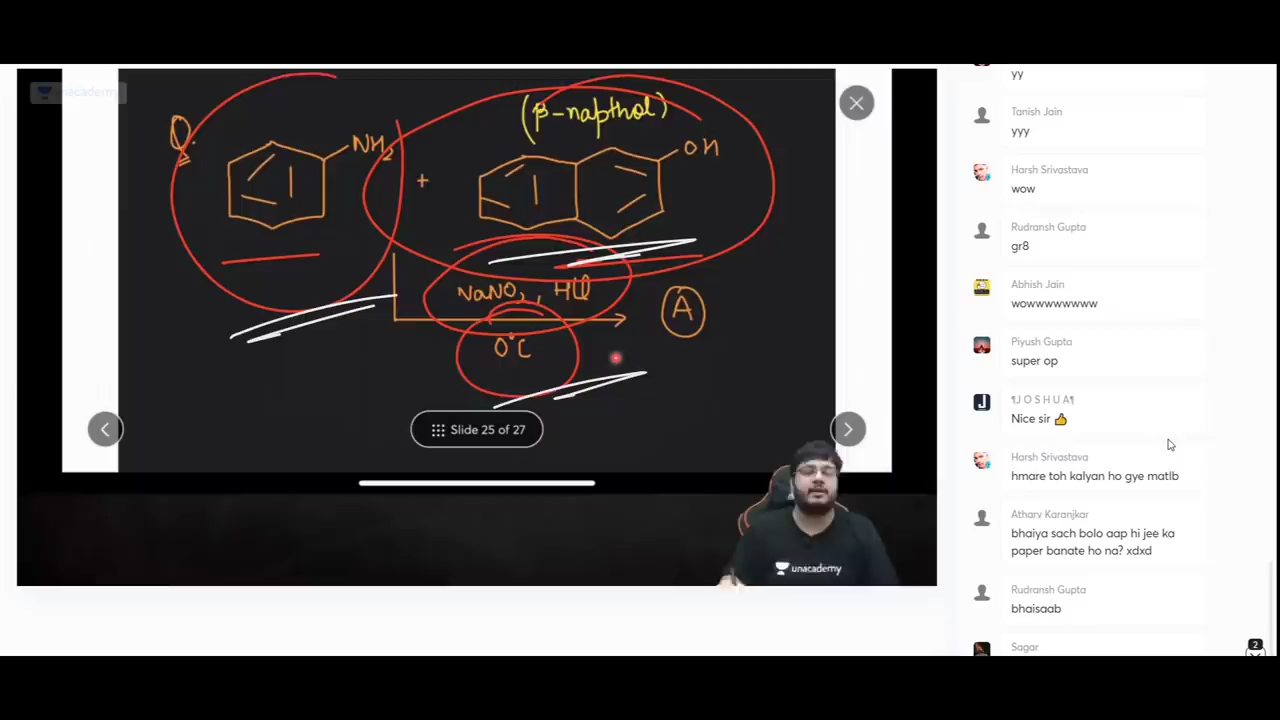 unacademy
Q.
(β-napthol)
NH2
+
OH
NaNO2, HCl
0°C
A
Slide 25 of 27
unacademy
yy
Tanish Jain
yyy
Harsh Srivastava
wow
Rudransh Gupta
gr8
Abhish Jain
wowwwwwwww
Piyush Gupta
super op
¶J O S H U A¶
Nice sir 👍
Harsh Srivastava
hmare toh kalyan ho gye matlb
Atharv Karanjkar
bhaiya sach bolo aap hi jee ka
paper banate ho na? xdxd
Rudransh Gupta
bhaisaab
Sagar
2